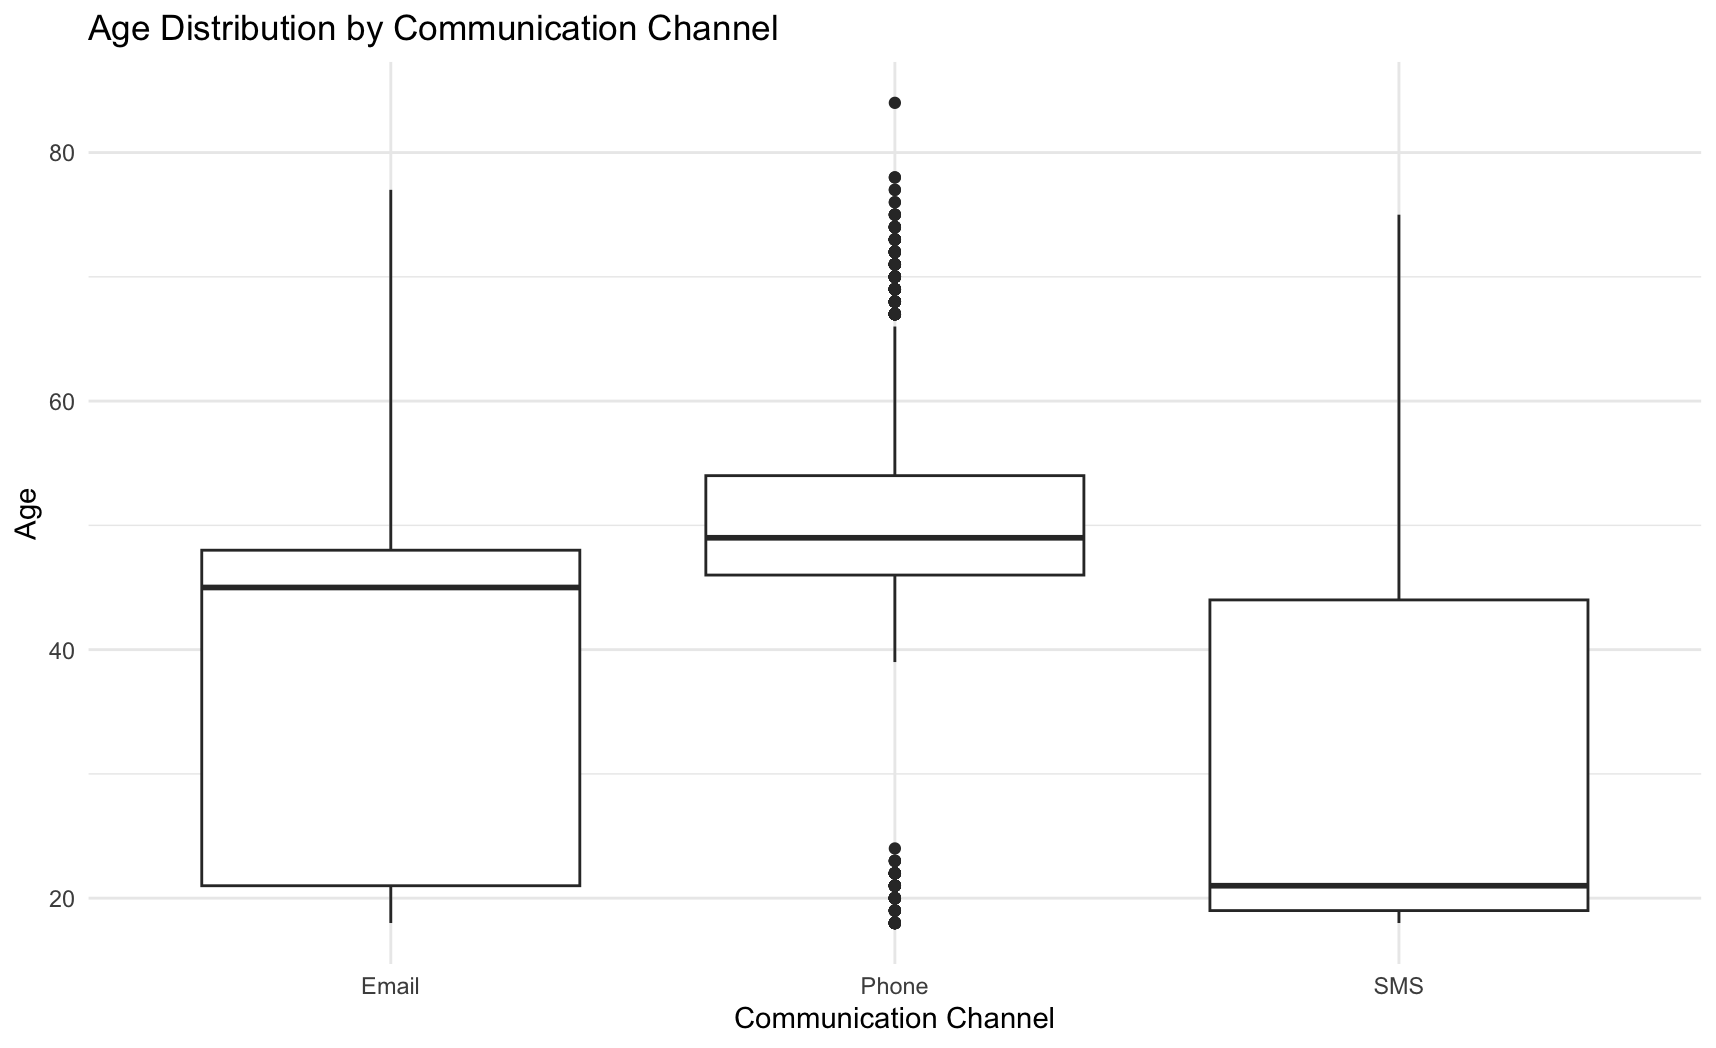 Age Distribution by Communication Channel
80
60
40
20
Age
Email Phone SMS
Communication Channel